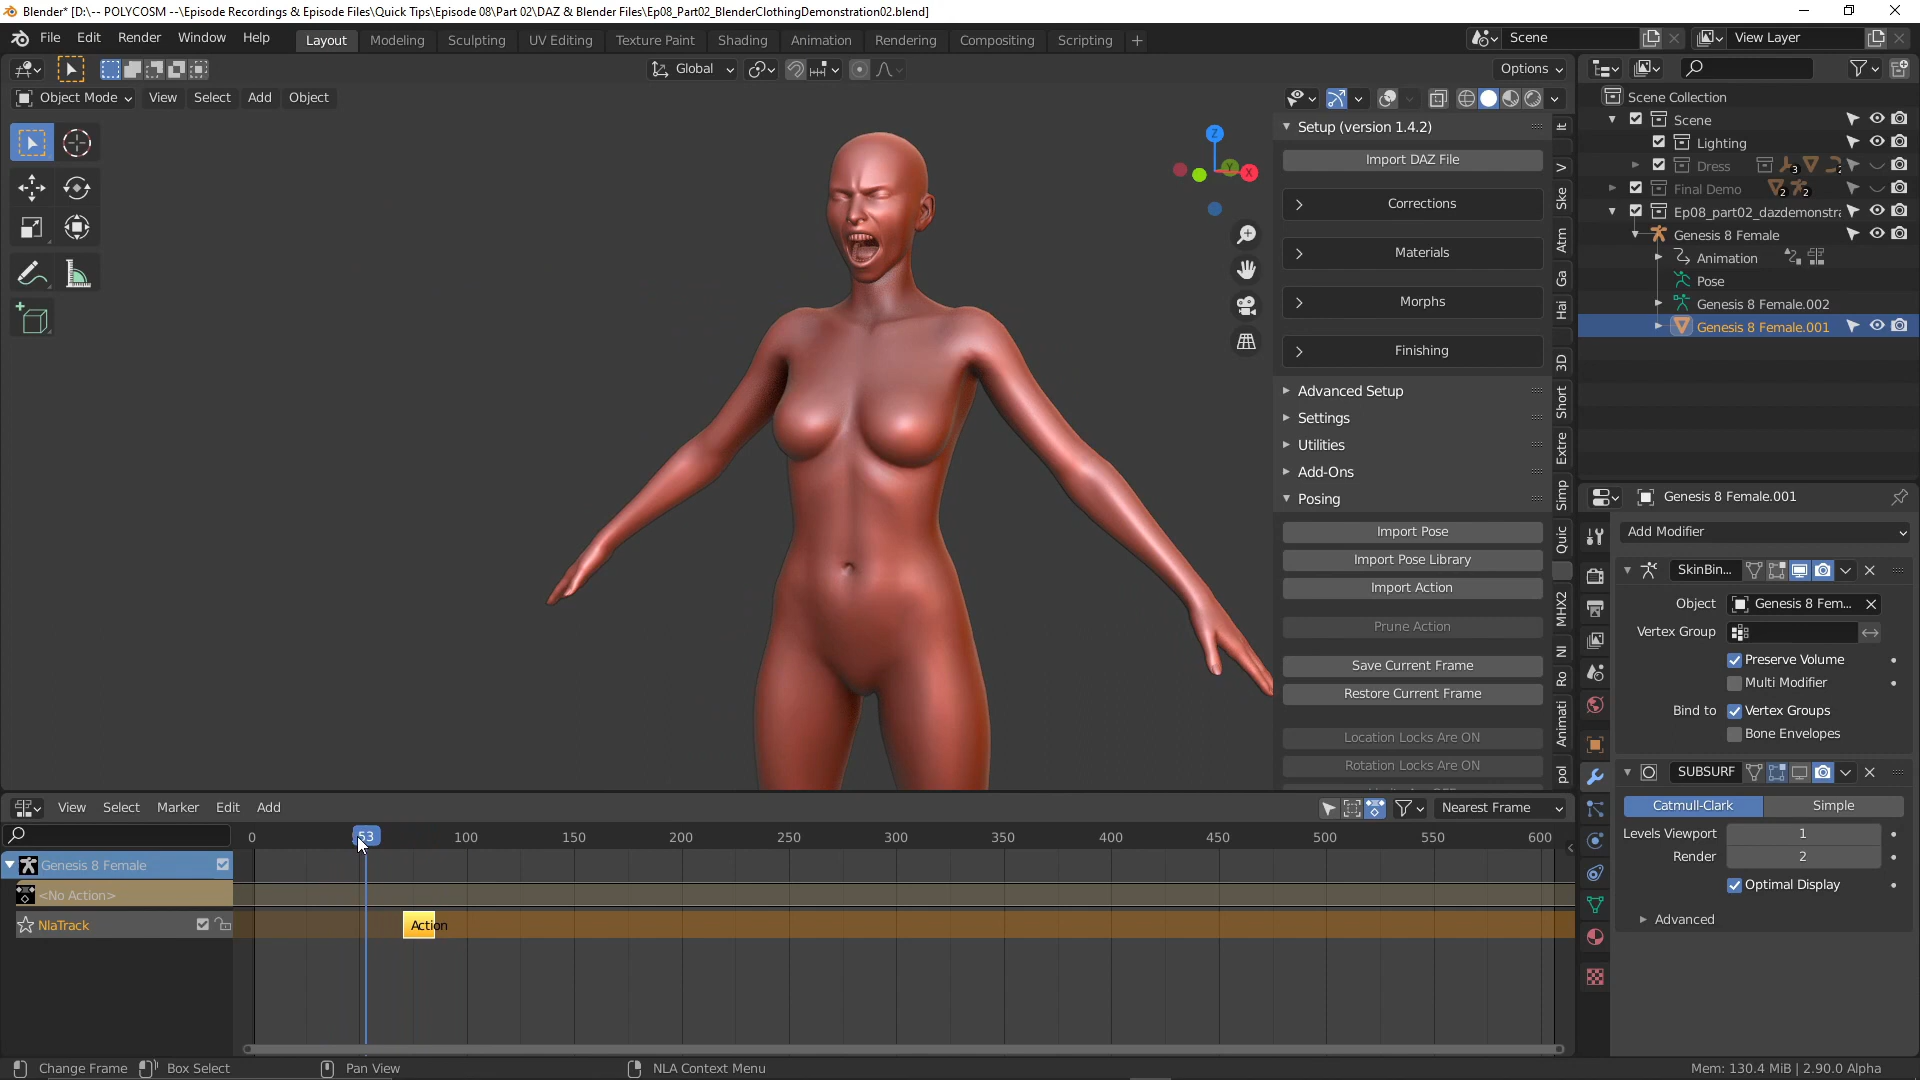 Blender* [D:\-- POLYCOSM --\Episode Recordings & Episode Files\Quick Tips\Episode 08\Part 02\DAZ & Blender Files\Ep08_Part02_BlenderClothingDemonstration02.blend]
File Edit Render Window Help Layout Modeling Sculpting UV Editing Texture Paint Shading Animation Rendering Compositing Scripting + Scene View Layer
Global Options
Object Mode View Select Add Object
Scene Collection
Scene
Lighting
Dress 3 2
Final Demo 2 2
Ep08_part02_dazdemonstra
Genesis 8 Female
Animation
Pose
Genesis 8 Female.002
Genesis 8 Female.001
Z Y X
Setup (version 1.4.2)
Import DAZ File
Corrections
Materials
Morphs
Finishing
Advanced Setup
Settings
Utilities
Add-Ons
Posing
Import Pose
Import Pose Library
Import Action
Prune Action
Save Current Frame
Restore Current Frame
Location Locks Are ON
Rotation Locks Are ON
It
V
Ske
Atm
Ga
Hai
3D
Short
Extre
Simp
Quic
MHX2
NI
Ro
Animati
pol
Genesis 8 Female.001
Add Modifier
SkinBin...
Object Genesis 8 Fem...
Vertex Group
Preserve Volume
Multi Modifier
Bind to Vertex Groups
Bone Envelopes
SUBSURF
Catmull-Clark Simple
Levels Viewport 1
Render 2
Optimal Display
Advanced
View Select Marker Edit Add Nearest Frame
0 53 100 150 200 250 300 350 400 450 500 550 600
Genesis 8 Female
<No Action>
NlaTrack Action
Change Frame Box Select Pan View NLA Context Menu Mem: 130.4 MiB | 2.90.0 Alpha